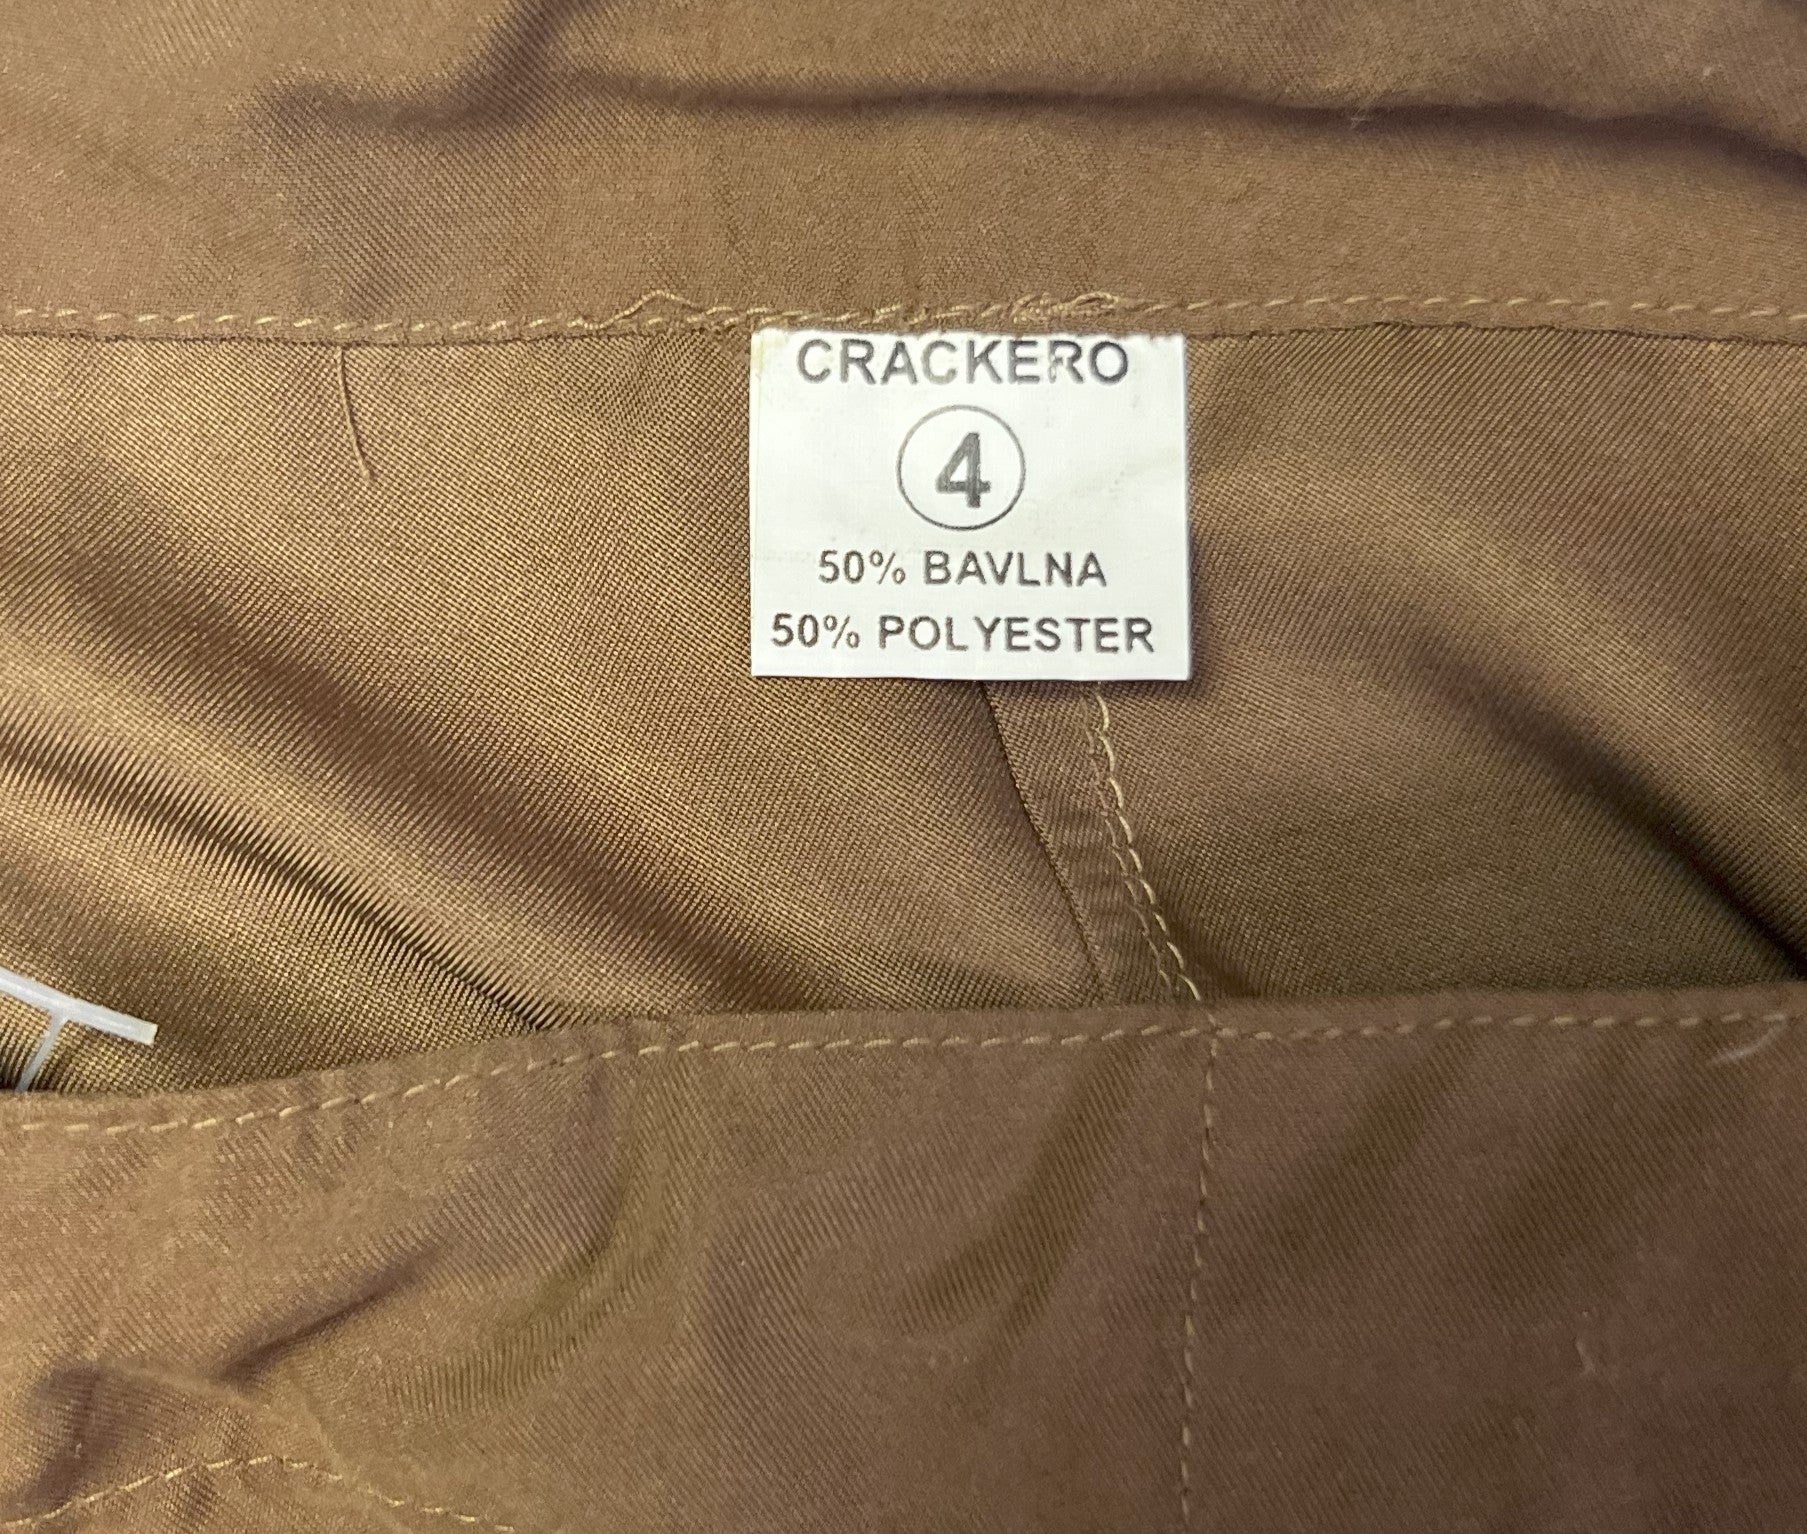 CRACKERO
4
50% BAVLNA
50% POLYESTER